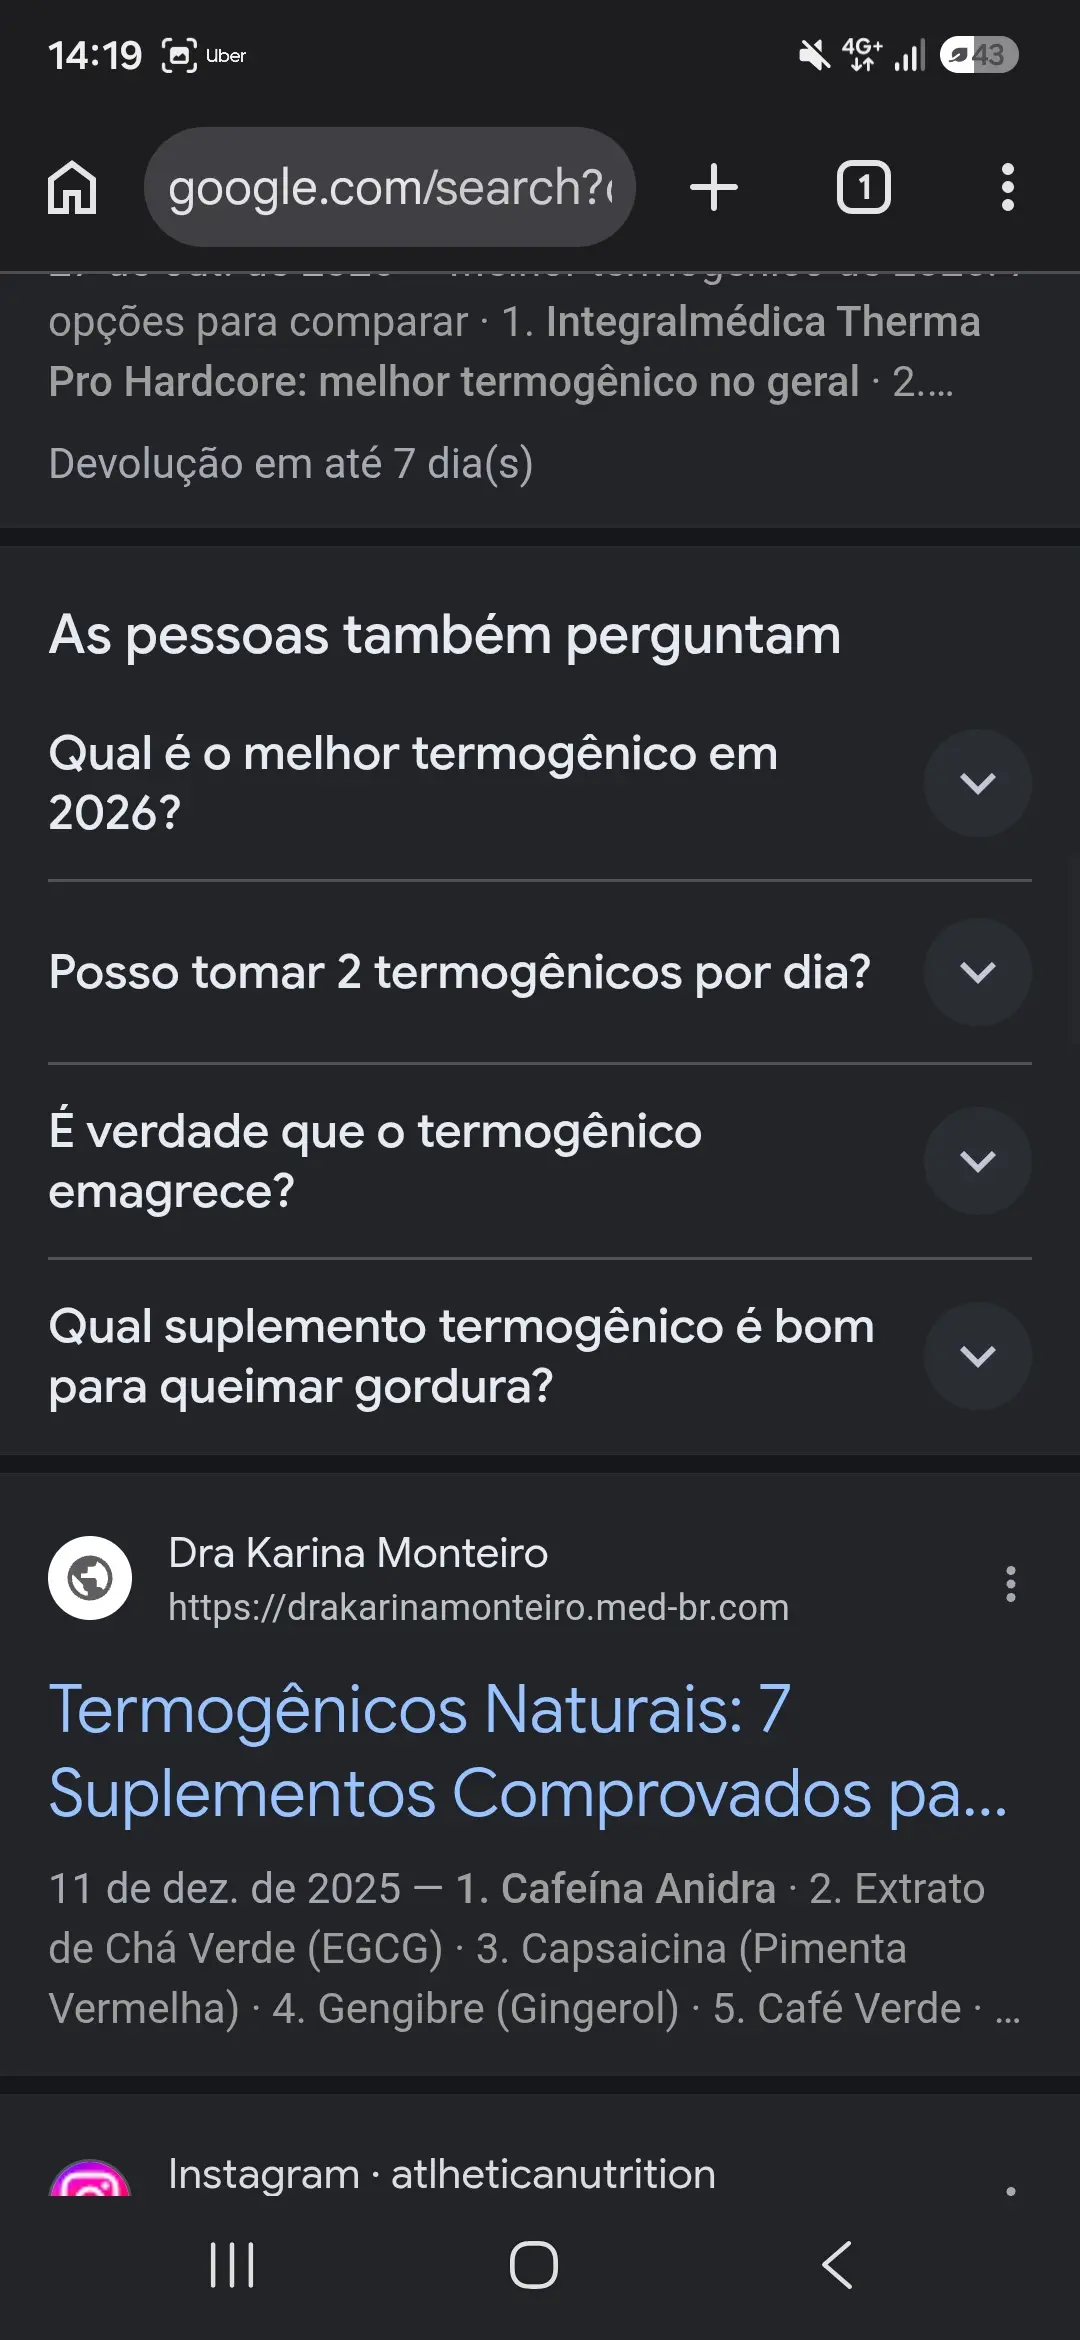 14:19 Uber 4G+ 43
google.com/search?
1
opções para comparar · 1. Integralmédica Therma
Pro Hardcore: melhor termogênico no geral · 2....
Devolução em até 7 dia(s)
As pessoas também perguntam
Qual é o melhor termogênico em
2026?
Posso tomar 2 termogênicos por dia?
É verdade que o termogênico
emagrece?
Qual suplemento termogênico é bom
para queimar gordura?
Dra Karina Monteiro
https://drakarinamonteiro.med-br.com
Termogênicos Naturais: 7
Suplementos Comprovados pa...
11 de dez. de 2025 — 1. Cafeína Anidra · 2. Extrato
de Chá Verde (EGCG) · 3. Capsaicina (Pimenta
Vermelha) · 4. Gengibre (Gingerol) · 5. Café Verde · ...
Instagram · atlheticanutrition